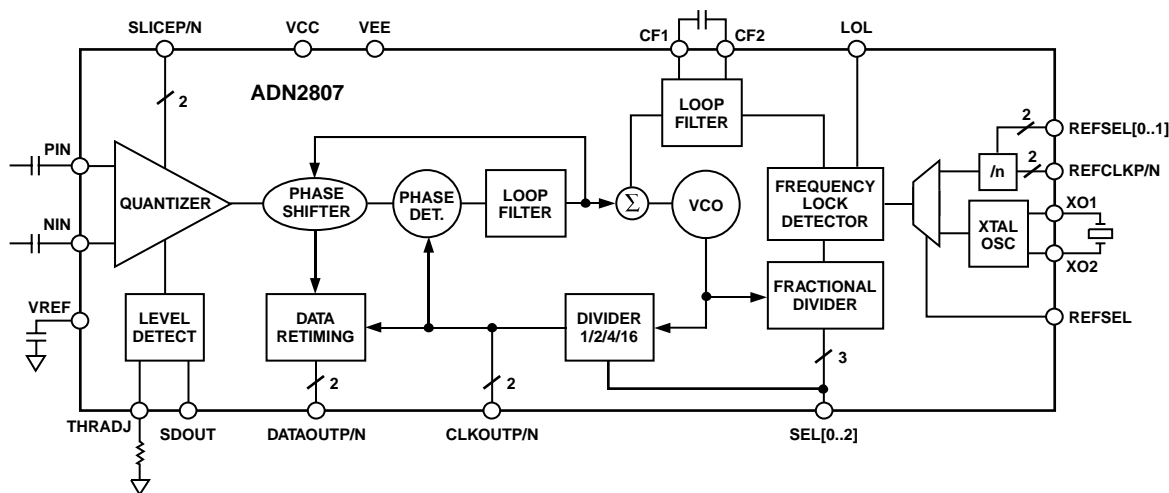 SLICEP/N
VCC
VEE
CF1
CF2
LOL
ADN2807
2
LOOP
FILTER
2
REFSEL[0..1]
PIN
2
REFCLKP/N
/n
QUANTIZER
PHASE
SHIFTER
PHASE
DET.
LOOP
FILTER
Σ
VCO
FREQUENCY
LOCK
DETECTOR
XTAL
OSC
XO1
NIN
XO2
VREF
LEVEL
DETECT
DATA
RETIMING
DIVIDER
1/2/4/16
FRACTIONAL
DIVIDER
REFSEL
2
2
3
THRADJ
SDOUT
DATAOUTP/N
CLKOUTP/N
SEL[0..2]